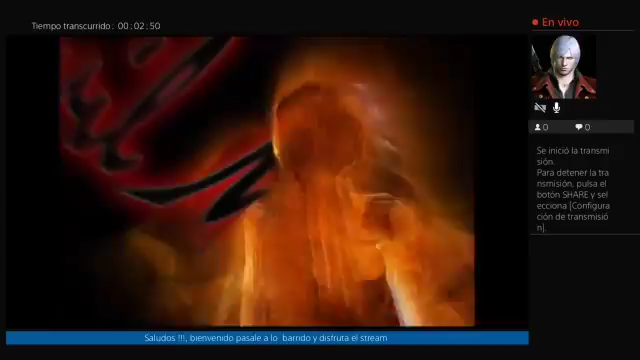 Tiempo transcurrido: 00:02:50
En vivo
0 0
Se inició la transmi
sión.
Para detener la tra
nsmisión, pulsa el
botón SHARE y sel
ecciona [Configura
ción de transmisió
n].
Saludos !!!, bienvenido pasale a lo barrido y disfruta el stream